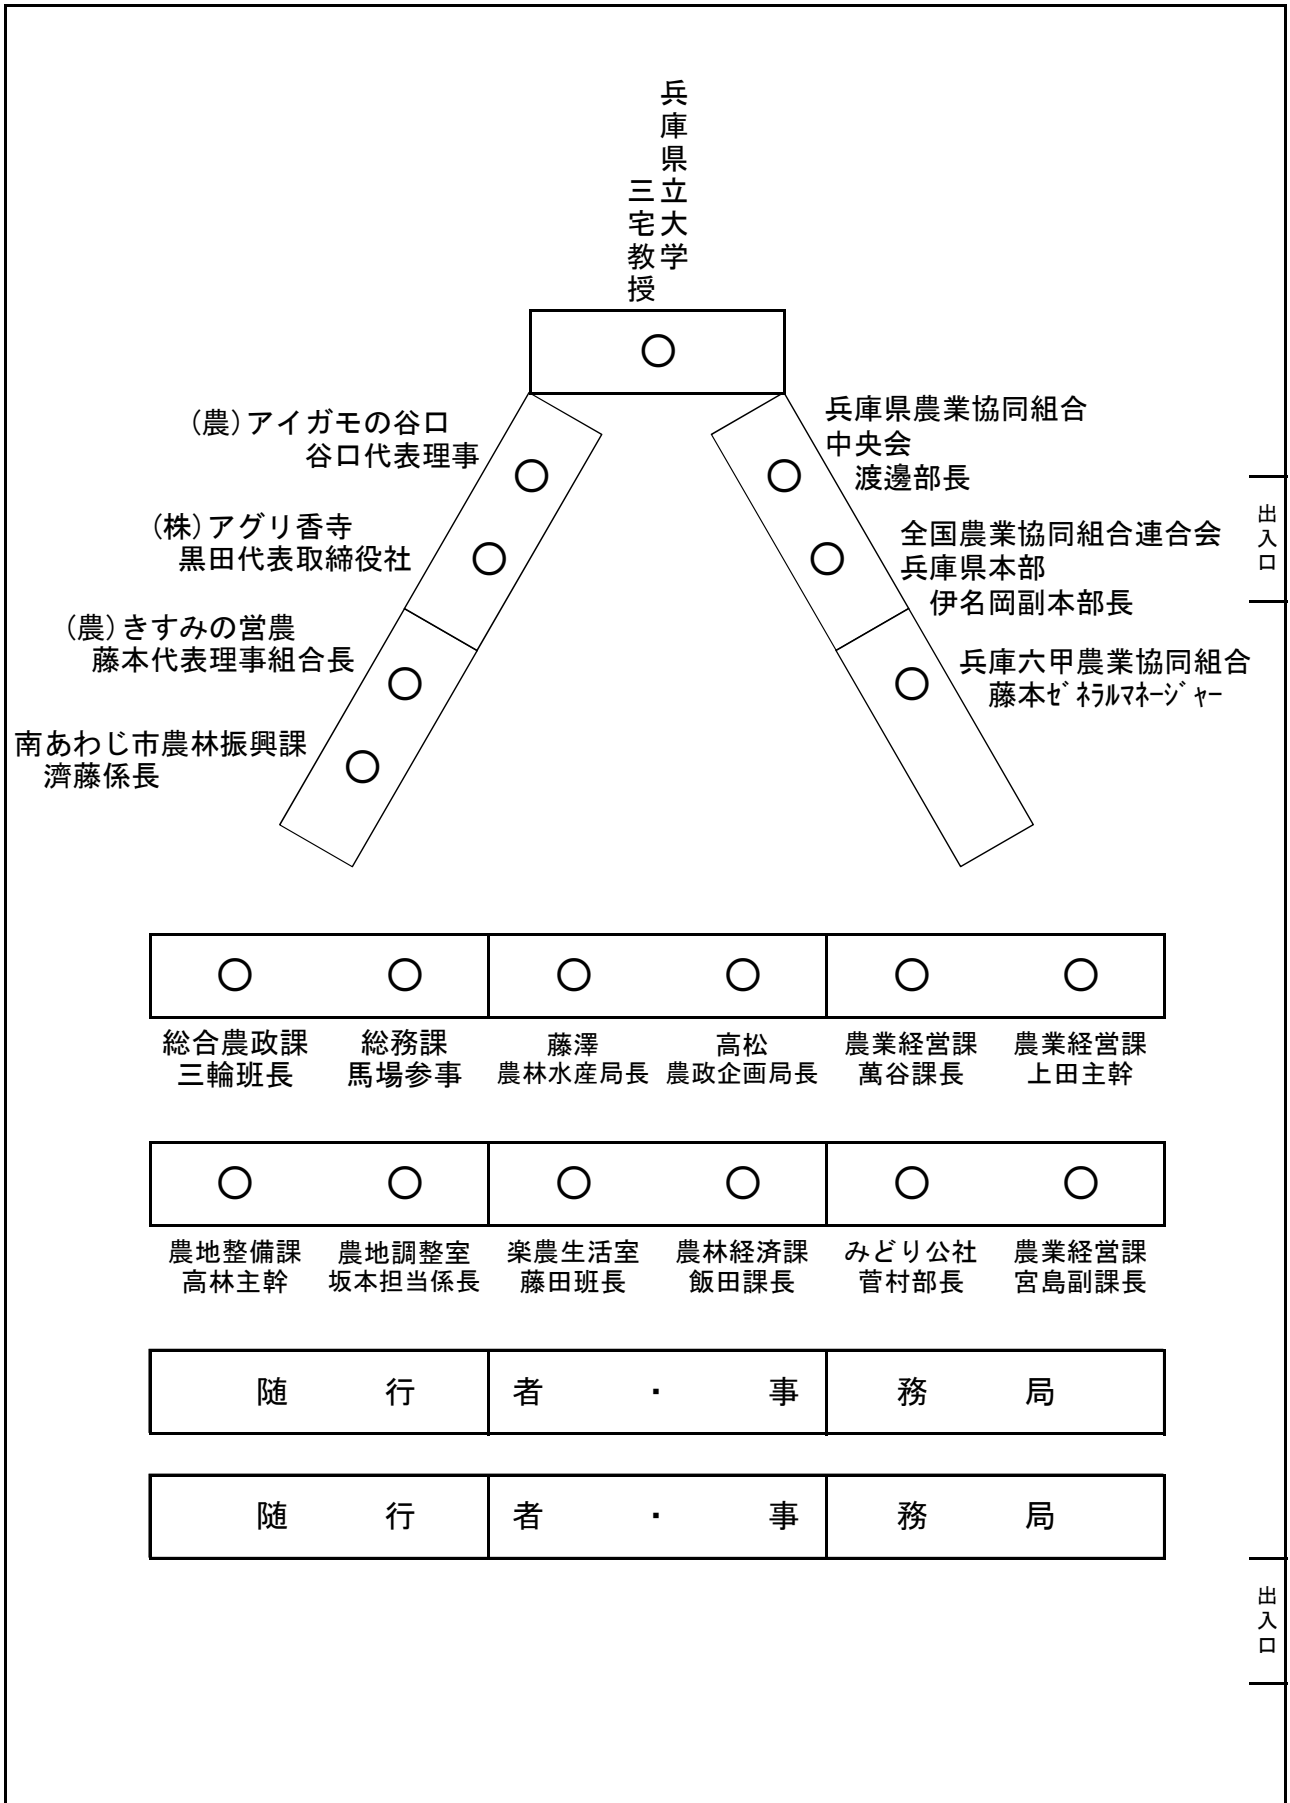 兵庫県立大学
三宅教授
(農)アイガモの谷口
谷口代表理事
(株)アグリ香寺
黒田代表取締役社
(農)きすみの営農
藤本代表理事組合長
南あわじ市農林振興課
濟藤係長
兵庫県農業協同組合
中央会
渡邊部長
全国農業協同組合連合会
兵庫県本部
伊名岡副本部長
兵庫六甲農業協同組合
藤本ｾﾞﾈﾗﾙﾏﾈｰｼﾞｬｰ
出入口
総合農政課
三輪班長
総務課
馬場参事
藤澤
農林水産局長
高松
農政企画局長
農業経営課
萬谷課長
農業経営課
上田主幹
農地整備課
高林主幹
農地調整室
坂本担当係長
楽農生活室
藤田班長
農林経済課
飯田課長
みどり公社
菅村部長
農業経営課
宮島副課長
随行者・事務局
随行者・事務局
出入口